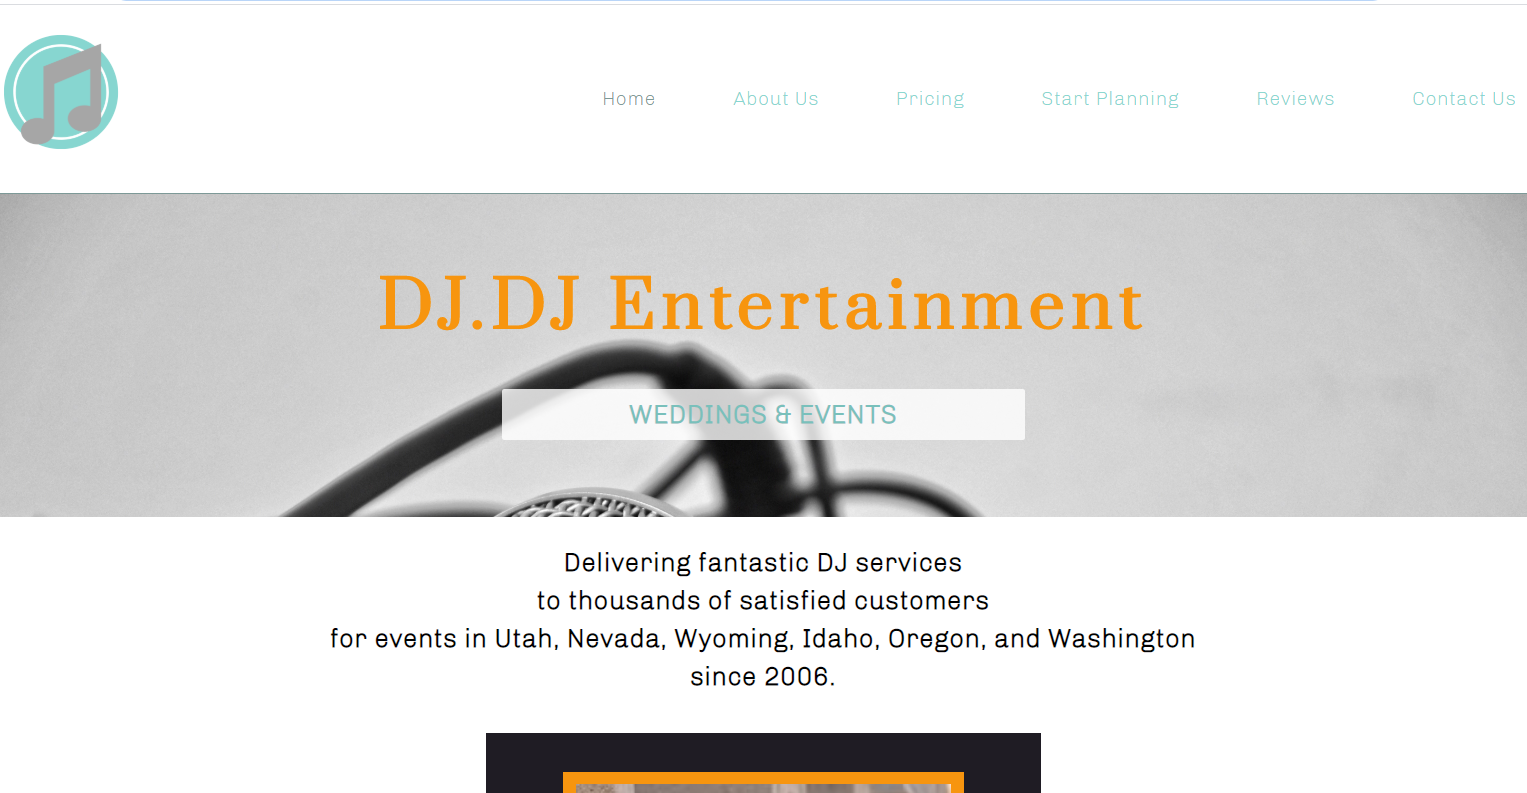 Home
About Us
Pricing
Start Planning
Reviews
Contact Us
DJ.DJ Entertainment
WEDDINGS & EVENTS
Delivering fantastic DJ services
to thousands of satisfied customers
for events in Utah, Nevada, Wyoming, Idaho, Oregon, and Washington
since 2006.